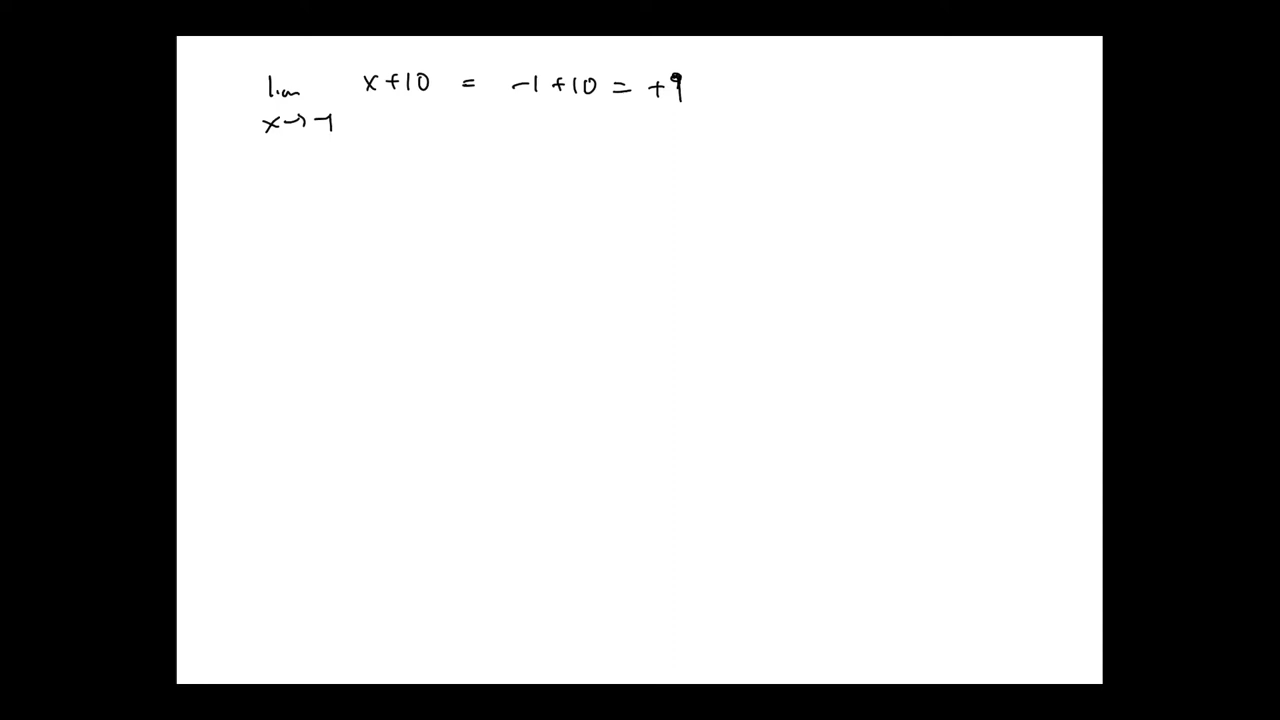 lim x+10 = -1+10 = +9
x→-1